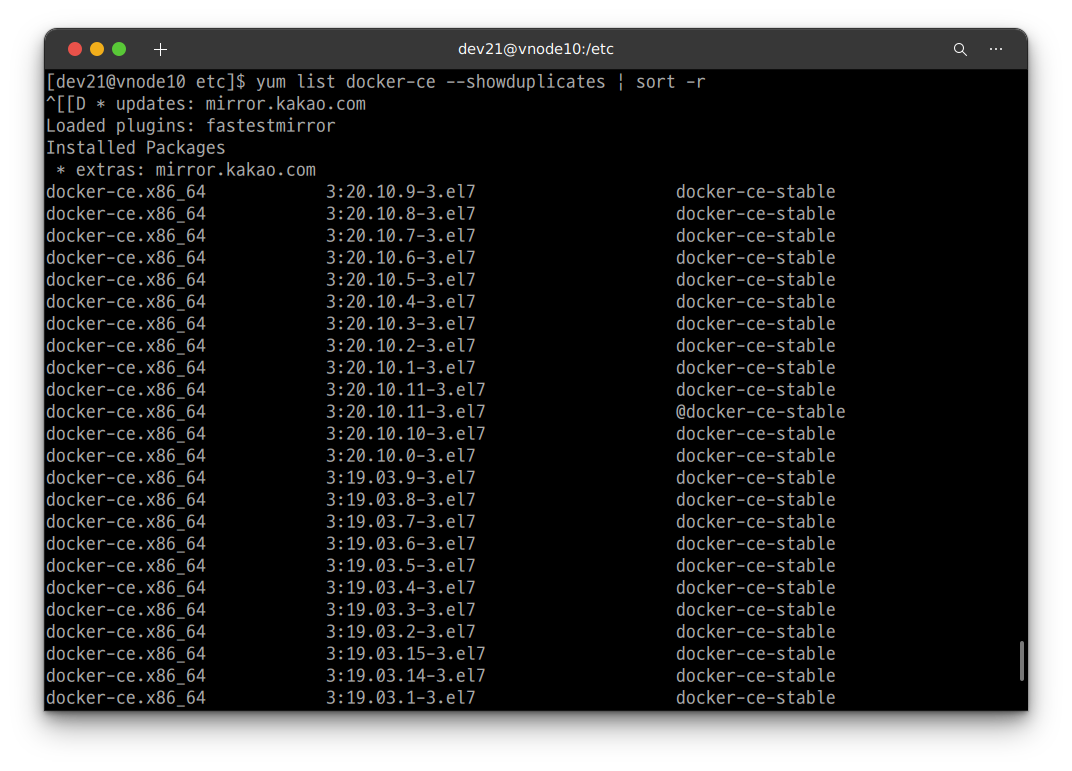 dev21@vnode10:/etc
[dev21@vnode10 etc]$ yum list docker-ce --showduplicates | sort -r
^[[D * updates: mirror.kakao.com
Loaded plugins: fastestmirror
Installed Packages
 * extras: mirror.kakao.com
docker-ce.x86_64            3:20.10.9-3.el7                    docker-ce-stable
docker-ce.x86_64            3:20.10.8-3.el7                    docker-ce-stable
docker-ce.x86_64            3:20.10.7-3.el7                    docker-ce-stable
docker-ce.x86_64            3:20.10.6-3.el7                    docker-ce-stable
docker-ce.x86_64            3:20.10.5-3.el7                    docker-ce-stable
docker-ce.x86_64            3:20.10.4-3.el7                    docker-ce-stable
docker-ce.x86_64            3:20.10.3-3.el7                    docker-ce-stable
docker-ce.x86_64            3:20.10.2-3.el7                    docker-ce-stable
docker-ce.x86_64            3:20.10.1-3.el7                    docker-ce-stable
docker-ce.x86_64            3:20.10.11-3.el7                   docker-ce-stable
docker-ce.x86_64            3:20.10.11-3.el7                   @docker-ce-stable
docker-ce.x86_64            3:20.10.10-3.el7                   docker-ce-stable
docker-ce.x86_64            3:20.10.0-3.el7                    docker-ce-stable
docker-ce.x86_64            3:19.03.9-3.el7                    docker-ce-stable
docker-ce.x86_64            3:19.03.8-3.el7                    docker-ce-stable
docker-ce.x86_64            3:19.03.7-3.el7                    docker-ce-stable
docker-ce.x86_64            3:19.03.6-3.el7                    docker-ce-stable
docker-ce.x86_64            3:19.03.5-3.el7                    docker-ce-stable
docker-ce.x86_64            3:19.03.4-3.el7                    docker-ce-stable
docker-ce.x86_64            3:19.03.3-3.el7                    docker-ce-stable
docker-ce.x86_64            3:19.03.2-3.el7                    docker-ce-stable
docker-ce.x86_64            3:19.03.15-3.el7                   docker-ce-stable
docker-ce.x86_64            3:19.03.14-3.el7                   docker-ce-stable
docker-ce.x86_64            3:19.03.1-3.el7                    docker-ce-stable